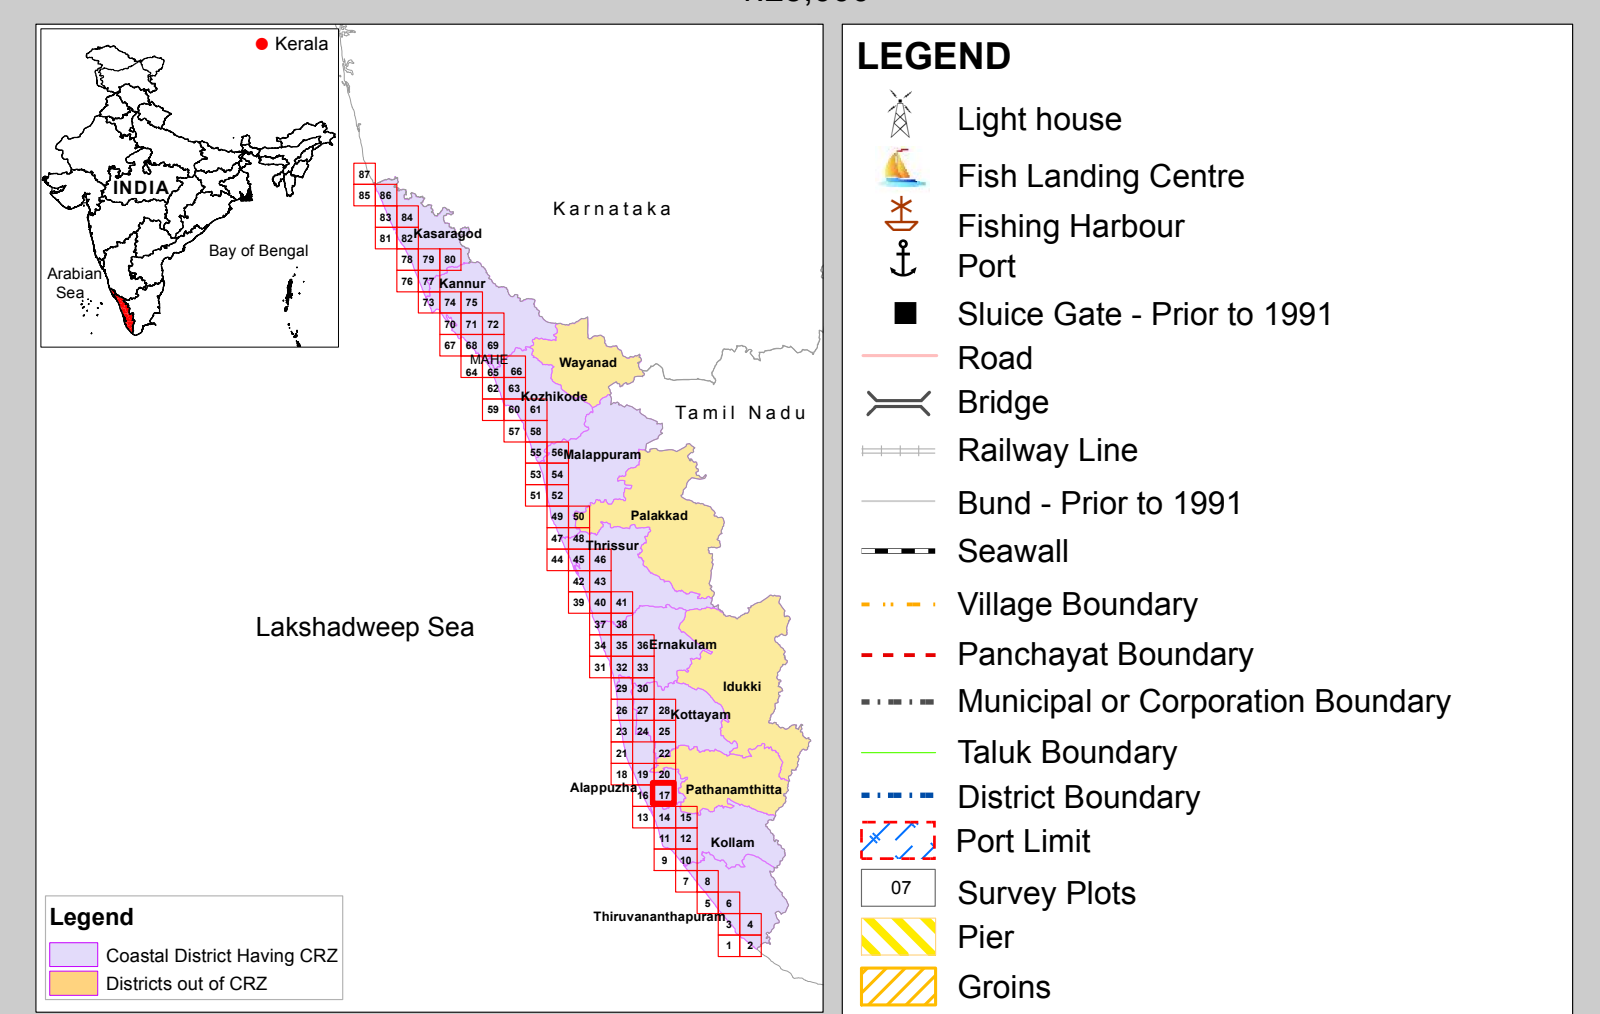 Kerala
INDIA
Bay of Bengal
Arabian
Sea
Karnataka
87
85 86
83 84
81 82
Kasaragod
78 79 80
76 77
Kannur
73 74 75
70 71 72
67 68 69
MAHE
64 65 66
Wayanad
62 63
Kozhikode
59 60 61
Tamil Nadu
57 58
55 56
Malappuram
53 54
51 52
49 50
Palakkad
47 48
Thrissur
44 45 46
42 43
39 40 41
37 38
Lakshadweep Sea
34 35 36
Ernakulam
31 32 33
29 30
Idukki
26 27 28
Kottayam
23 24 25
21 22
18 19 20
Alappuzha
16 17
Pathanamthitta
13 14 15
11 12
Kollam
9 10
7 8
5 6
Thiruvananthapuram
3 4
1 2
Legend
Coastal District Having CRZ
Districts out of CRZ
LEGEND
Light house
Fish Landing Centre
Fishing Harbour
Port
Sluice Gate - Prior to 1991
Road
Bridge
Railway Line
Bund - Prior to 1991
Seawall
Village Boundary
Panchayat Boundary
Municipal or Corporation Boundary
Taluk Boundary
District Boundary
Port Limit
07 Survey Plots
Pier
Groins